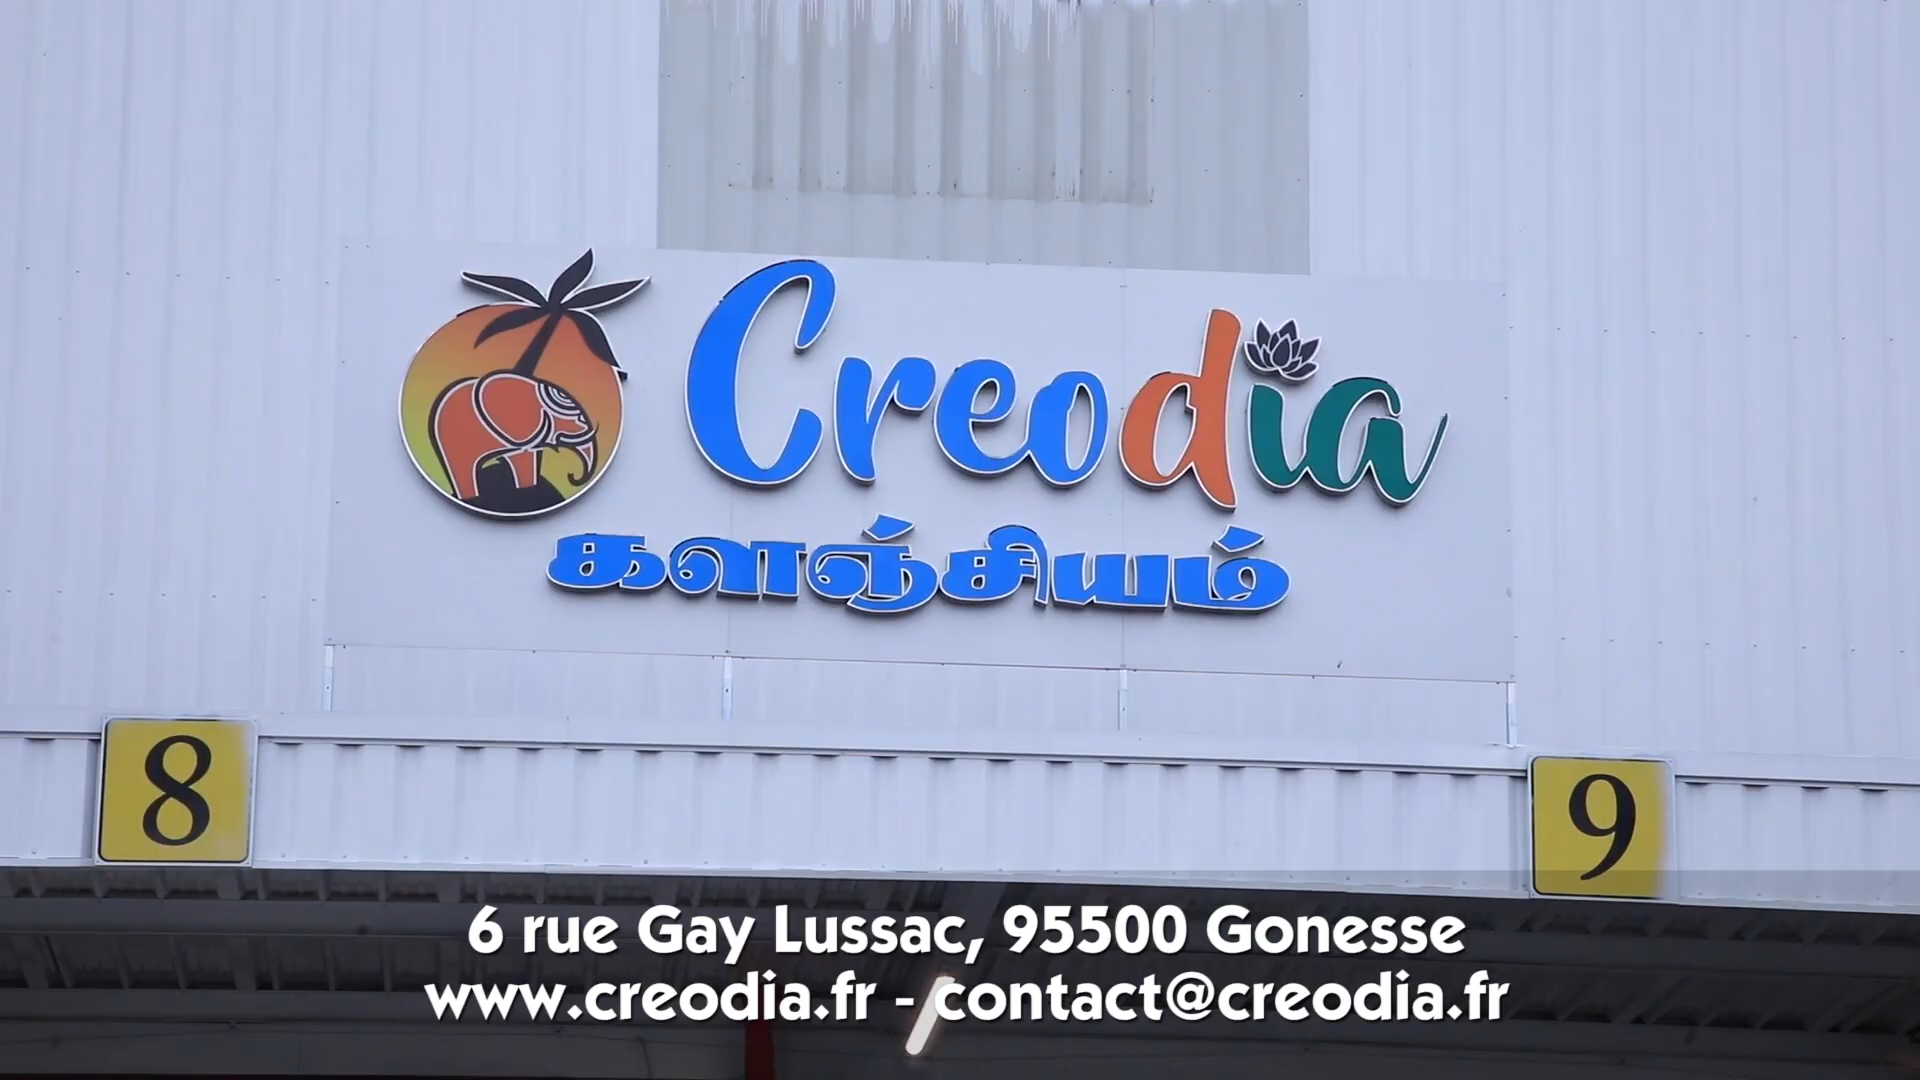 Creodia
களஞ்சியம்
8
9
6 rue Gay Lussac, 95500 Gonesse
www.creodia.fr - contact@creodia.fr